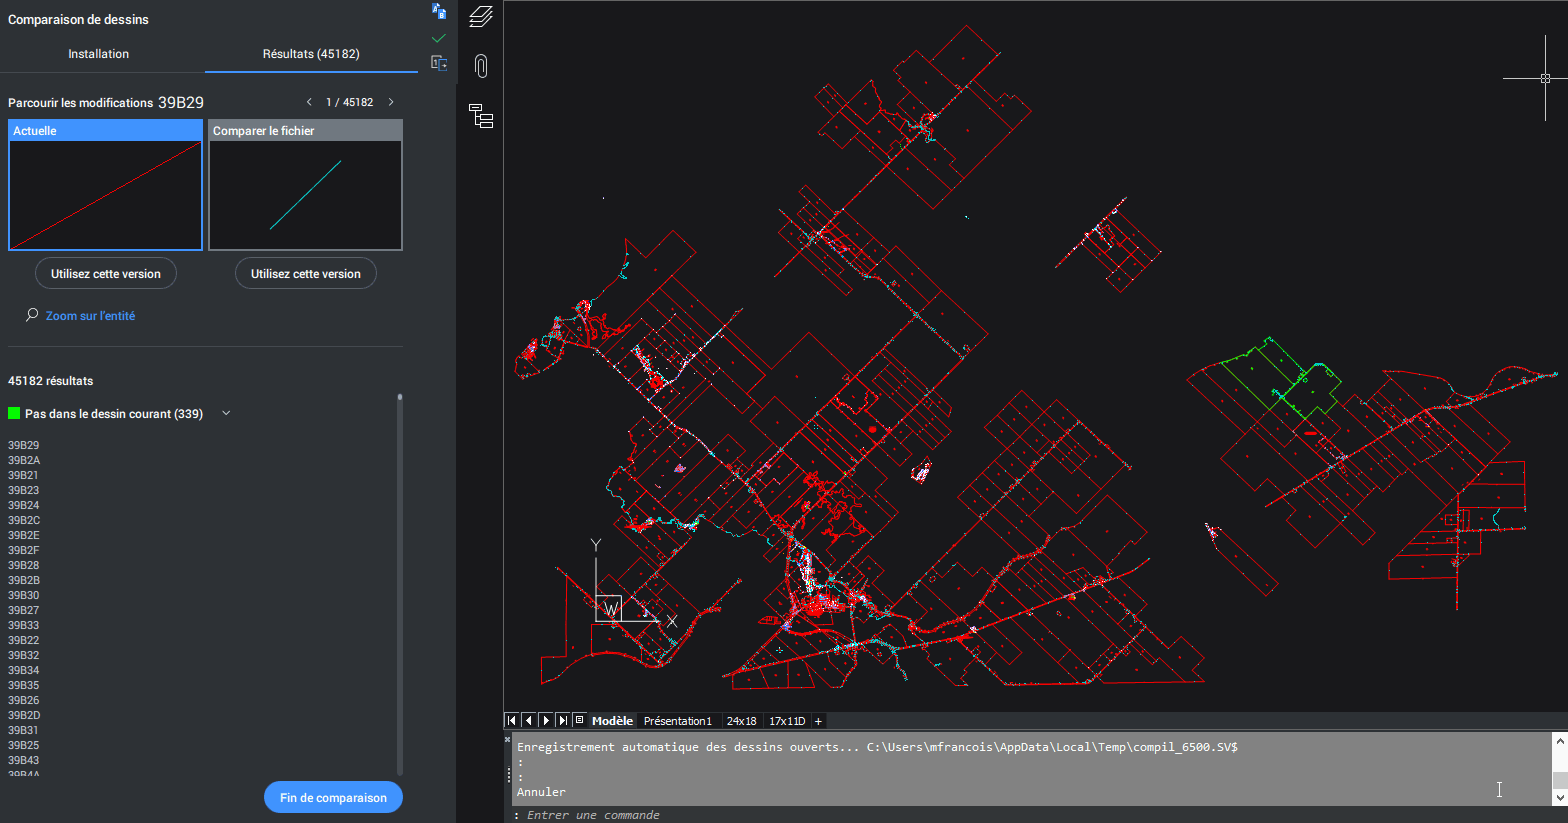 Comparaison de dessins
Installation
Résultats (45182)
Parcourir les modifications 39B29
1 / 45182
Actuelle
Comparer le fichier
Utilisez cette version
Utilisez cette version
Zoom sur l'entité
45182 résultats
Pas dans le dessin courant (339)
39B29
39B2A
39B21
39B23
39B24
39B2C
39B2E
39B2F
39B28
39B2B
39B30
39B27
39B33
39B22
39B32
39B34
39B35
39B26
39B2D
39B31
39B25
39B43
39B4A
Fin de comparaison
Y
W
X
Modèle
Présentation1
24x18
17x11D
+
Enregistrement automatique des dessins ouverts... C:\Users\mfrancois\AppData\Local\Temp\compil_6500.SV$
:
:
Annuler
: Entrer une commande